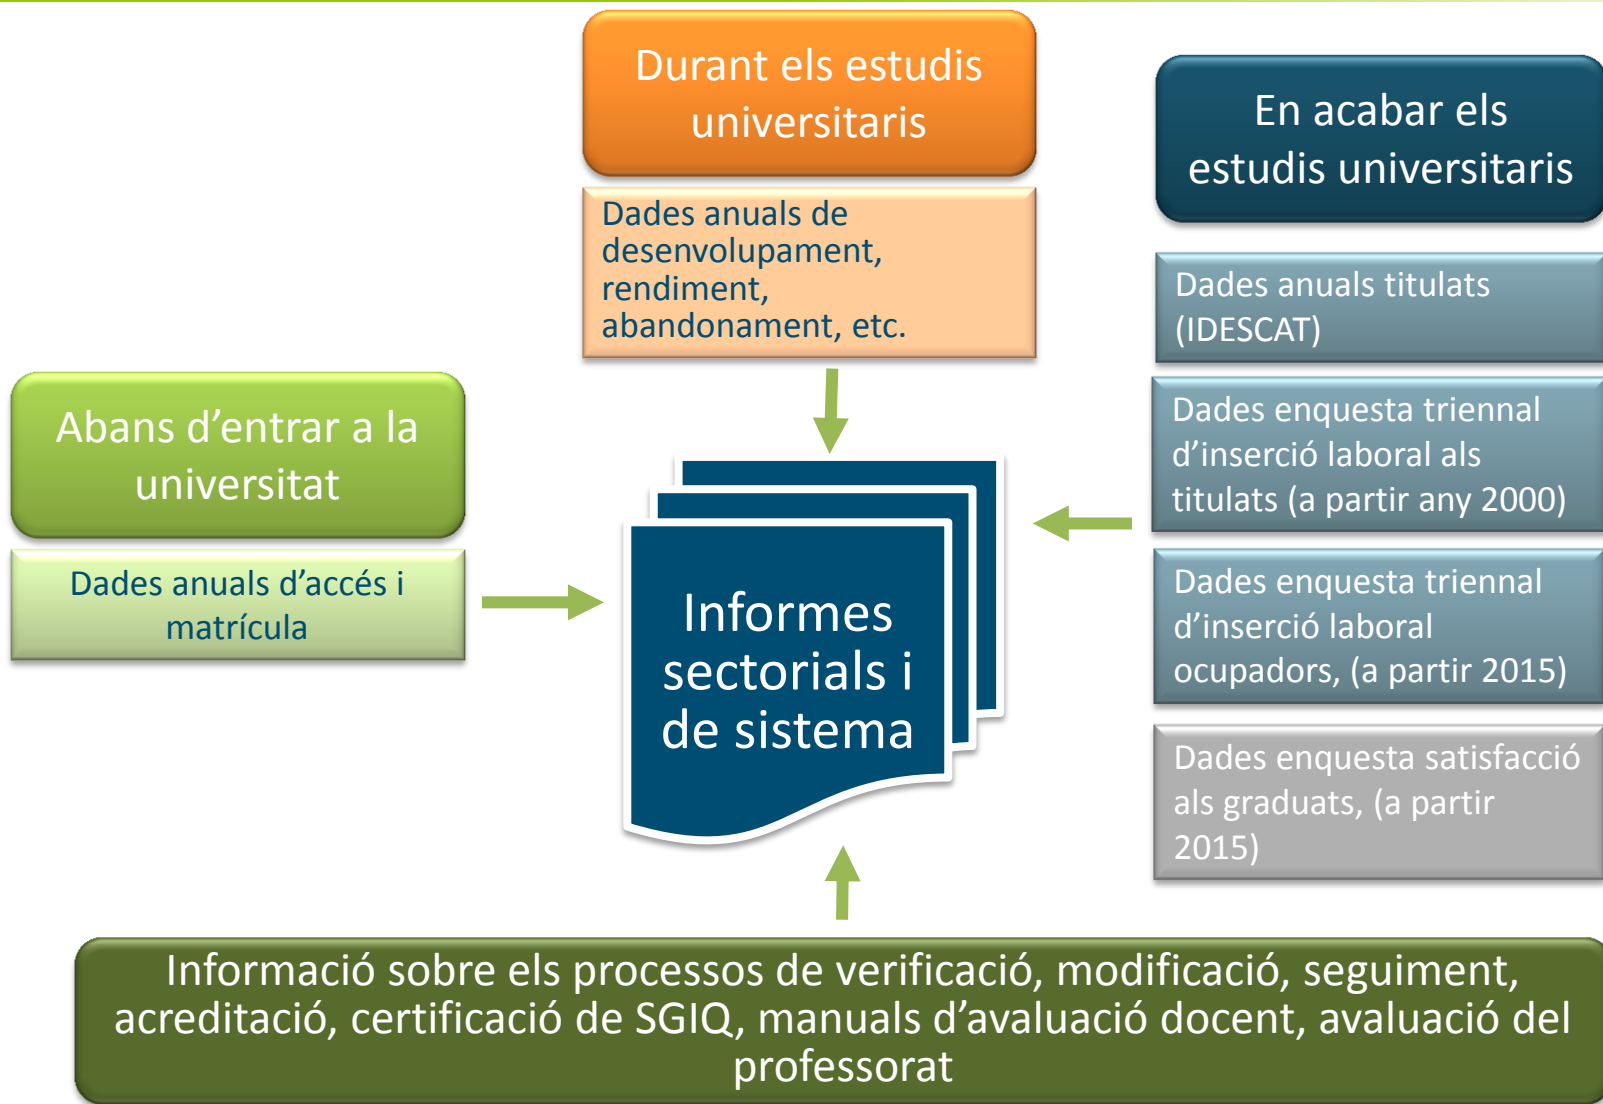 Durant els estudis
universitaris
Dades anuals de
desenvolupament,
rendiment,
abandonament, etc.
En acabar els
estudis universitaris
Dades anuals titulats
(IDESCAT)
Dades enquesta triennal
d’inserció laboral als
titulats (a partir any 2000)
Dades enquesta triennal
d’inserció laboral
ocupadors, (a partir 2015)
Dades enquesta satisfacció
als graduats, (a partir
2015)
Abans d’entrar a la
universitat
Dades anuals d’accés i
matrícula
Informes
sectorials i
de sistema
Informació sobre els processos de verificació, modificació, seguiment,
acreditació, certificació de SGIQ, manuals d’avaluació docent, avaluació del
professorat